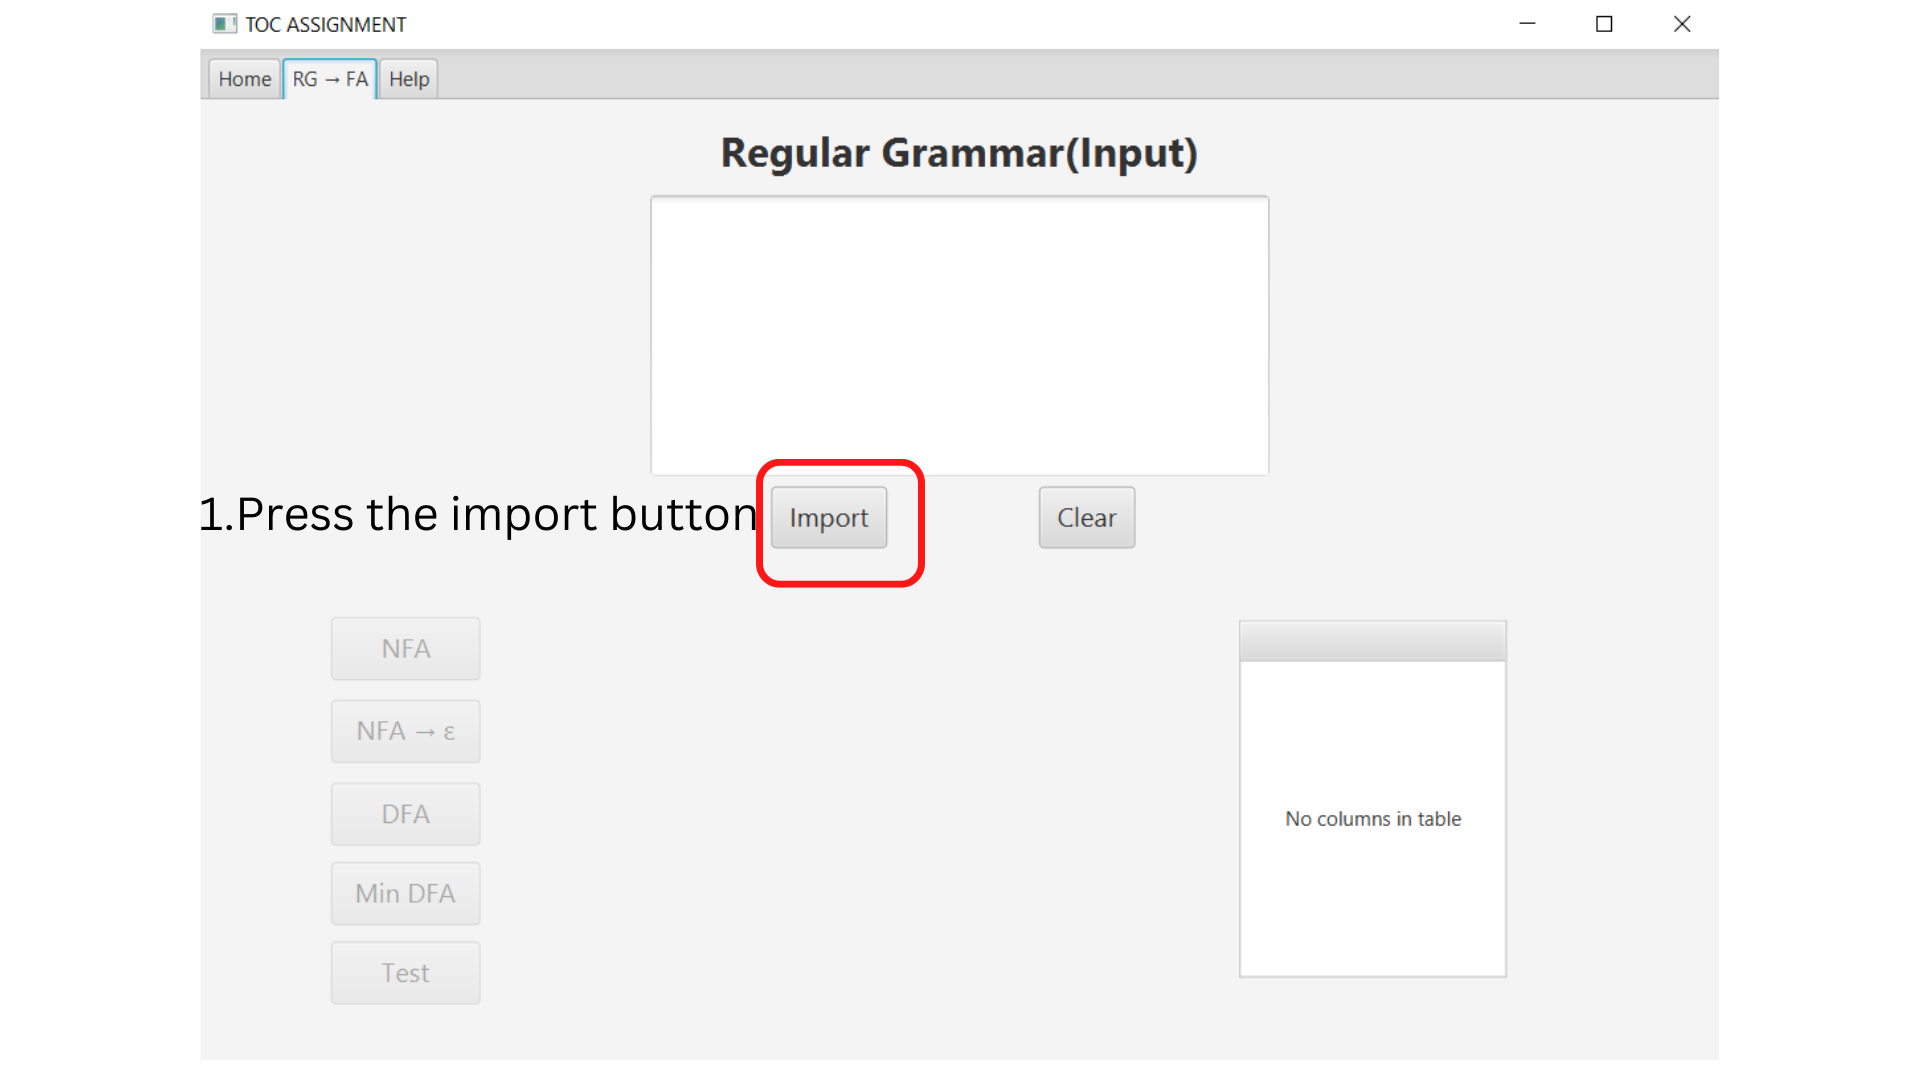 TOC ASSIGNMENT
Home RG → FA Help
Regular Grammar(Input)
1.Press the import button Import Clear
NFA
NFA → ε
DFA
Min DFA
Test
No columns in table